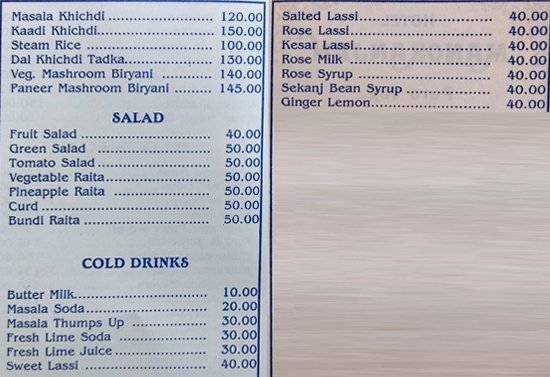 Masala Khichdi ........................ 120.00
Kaadi Khichdi .......................... 150.00
Steam Rice .............................. 100.00
Dal Khichdi Tadka.................... 130.00
Veg. Mashroom Biryani ........... 140.00
Paneer Mashroom Biryani ....... 145.00
SALAD
Fruit Salad ................................ 40.00
Green Salad ............................ 50.00
Tomato Salad ........................... 50.00
Vegetable Raita ........................ 50.00
Pineapple Raita ....................... 50.00
Curd ......................................... 50.00
Bundi Raita .............................. 50.00
COLD DRINKS
Butter Milk................................ 10.00
Masala Soda............................. 20.00
Masala Thumps Up .................. 30.00
Fresh Lime Soda ...................... 30.00
Fresh Lime Juice...................... 30.00
Sweet Lassi .............................. 40.00
Salted Lassi .............................. 40.00
Rose Lassi................................. 40.00
Kesar Lassi................................ 40.00
Rose Milk ................................. 40.00
Rose Syrup ............................... 40.00
Sekanj Bean Syrup .................... 40.00
Ginger Lemon............................ 40.00